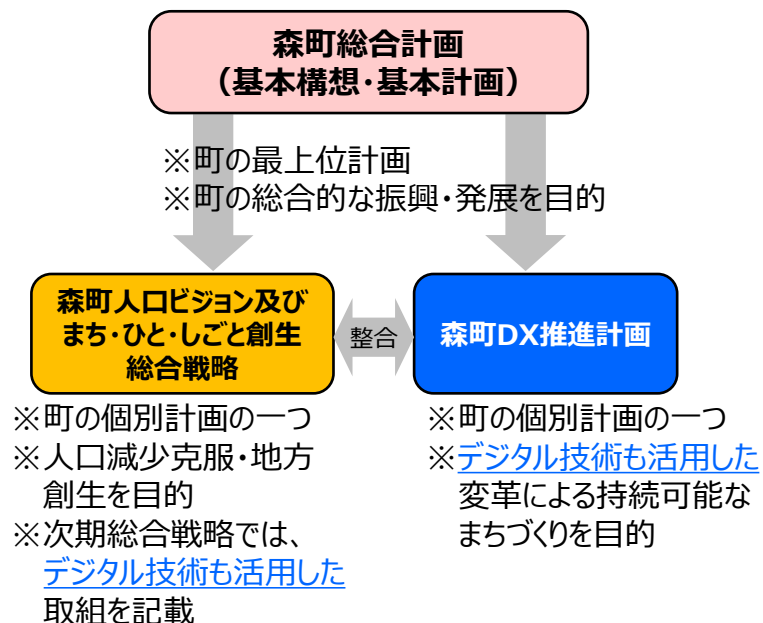 森町総合計画
（基本構想・基本計画）
※町の最上位計画
※町の総合的な振興・発展を目的
森町人口ビジョン及び
まち・ひと・しごと創生
総合戦略
整合
森町DX推進計画
※町の個別計画の一つ
※人口減少克服・地方
創生を目的
※次期総合戦略では、
デジタル技術も活用した
取組を記載
※町の個別計画の一つ
※デジタル技術も活用した
変革による持続可能な
まちづくりを目的